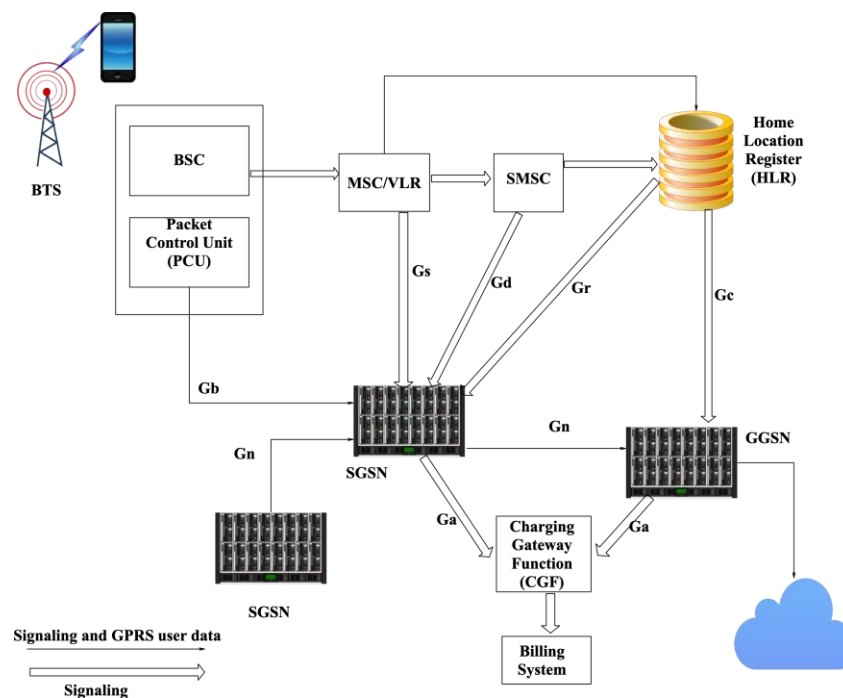 BTS
BSC
Packet
Control Unit
(PCU)
MSC/VLR
SMSC
Home
Location
Register
(HLR)
Gs
Gd
Gr
Gc
Gb
Gn
SGSN
Gn
GGSN
SGSN
Ga
Charging
Gateway
Function
(CGF)
Ga
Billing
System
Signaling and GPRS user data
Signaling